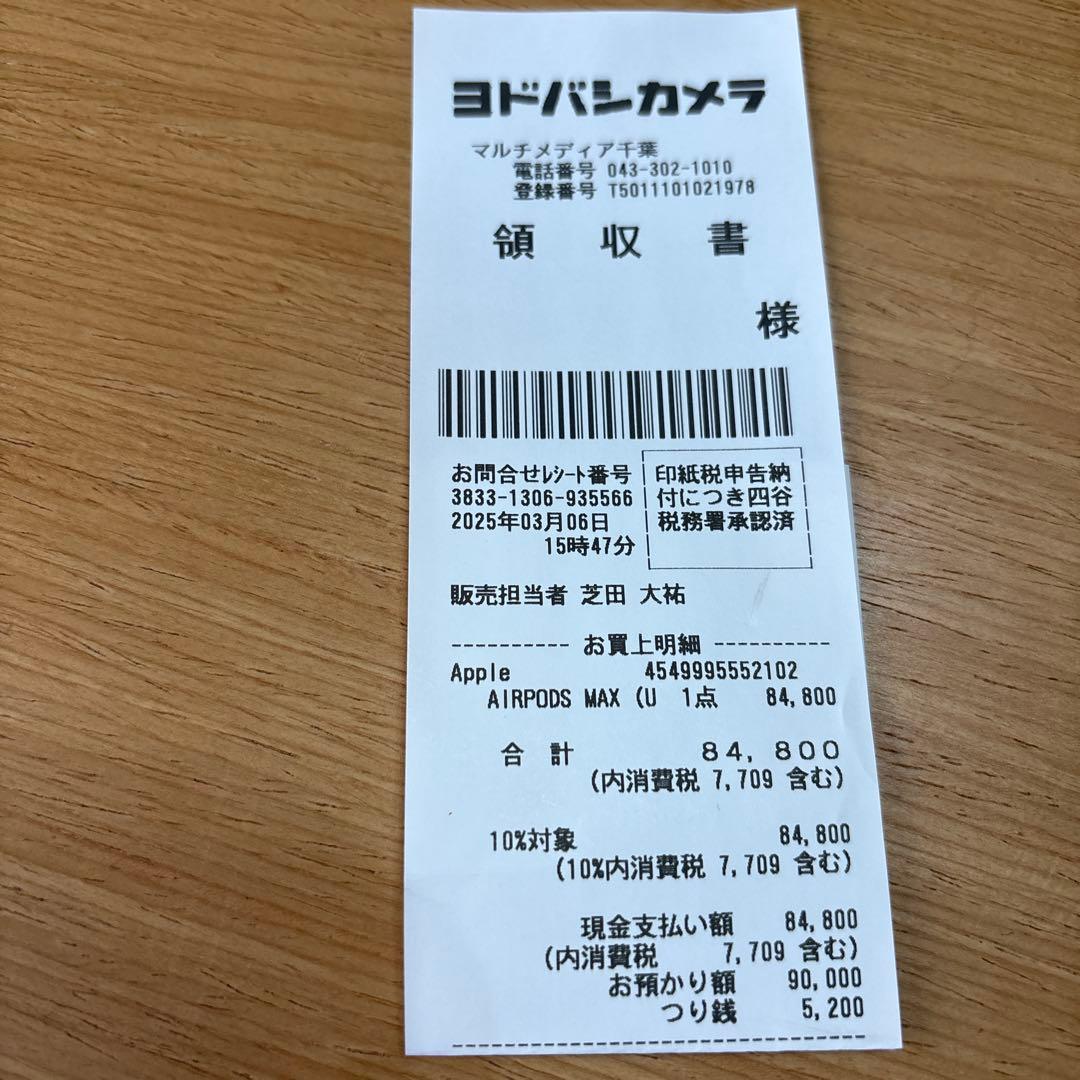 ヨドバシカメラ
マルチメディア千葉
電話番号 043-302-1010
登録番号 T5011101021978
領 収 書
様
お問合せﾚｼｰﾄ番号
3833-1306-935566
2025年03月06日
15時47分
印紙税申告納
付につき四谷
税務署承認済
販売担当者 芝田 大祐
---------- お買上明細 ----------
Apple 4549995552102
AIRPODS MAX (U 1点 84,800
合 計 84,800
(内消費税 7,709 含む)
10%対象 84,800
(10%内消費税 7,709 含む)
現金支払い額 84,800
(内消費税 7,709 含む)
お預かり額 90,000
つり銭 5,200